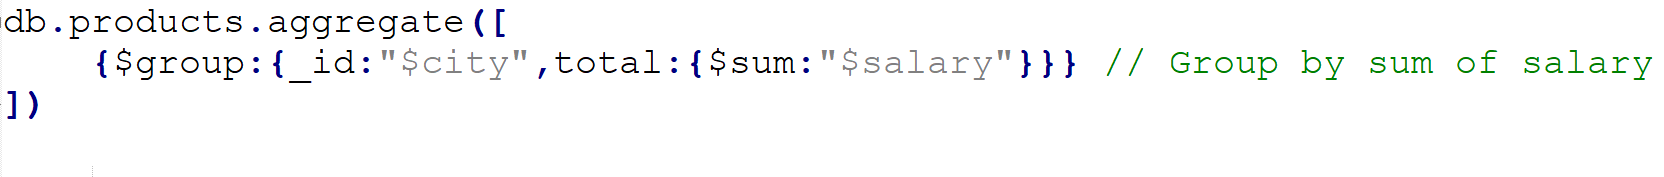 db.products.aggregate([
{$group:{_id:"$city",total:{$sum:"$salary"}}} // Group by sum of salary
])